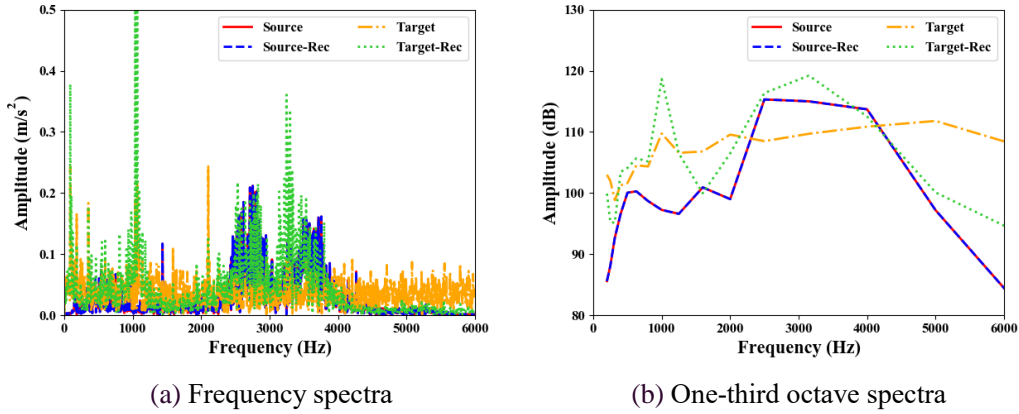 0.5
0.4
0.3
0.2
0.1
0.0
Amplitude (m/s²)
Source
Source-Rec
Target
Target-Rec
0 1000 2000 3000 4000 5000 6000
Frequency (Hz)
(a) Frequency spectra
130
120
110
100
90
80
Amplitude (dB)
Source
Source-Rec
Target
Target-Rec
0 1000 2000 3000 4000 5000 6000
Frequency (Hz)
(b) One-third octave spectra